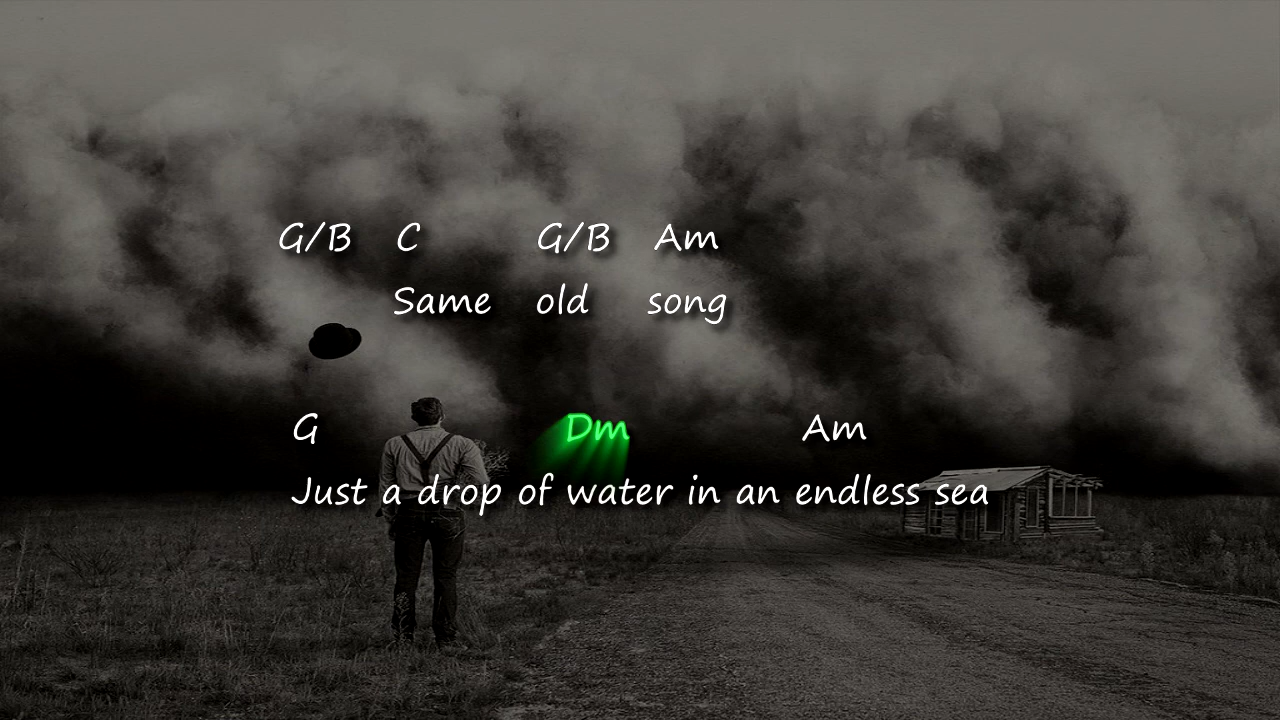 G/B C G/B Am
Same old song
G Dm Am
Just a drop of water in an endless sea